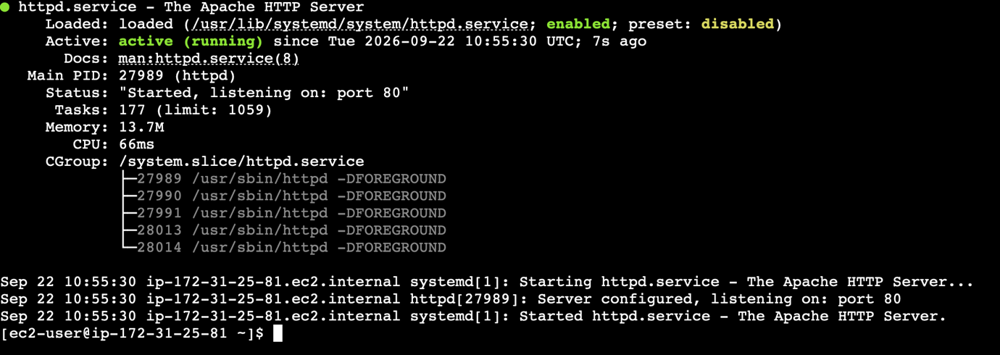 ● httpd.service - The Apache HTTP Server
     Loaded: loaded (/usr/lib/systemd/system/httpd.service; enabled; preset: disabled)
     Active: active (running) since Tue 2026-09-22 10:55:30 UTC; 7s ago
       Docs: man:httpd.service(8)
   Main PID: 27989 (httpd)
     Status: "Started, listening on: port 80"
      Tasks: 177 (limit: 1059)
     Memory: 13.7M
        CPU: 66ms
     CGroup: /system.slice/httpd.service
             ├─27989 /usr/sbin/httpd -DFOREGROUND
             ├─27990 /usr/sbin/httpd -DFOREGROUND
             ├─27991 /usr/sbin/httpd -DFOREGROUND
             ├─28013 /usr/sbin/httpd -DFOREGROUND
             └─28014 /usr/sbin/httpd -DFOREGROUND

Sep 22 10:55:30 ip-172-31-25-81.ec2.internal systemd[1]: Starting httpd.service - The Apache HTTP Server...
Sep 22 10:55:30 ip-172-31-25-81.ec2.internal httpd[27989]: Server configured, listening on: port 80
Sep 22 10:55:30 ip-172-31-25-81.ec2.internal systemd[1]: Started httpd.service - The Apache HTTP Server.
[ec2-user@ip-172-31-25-81 ~]$